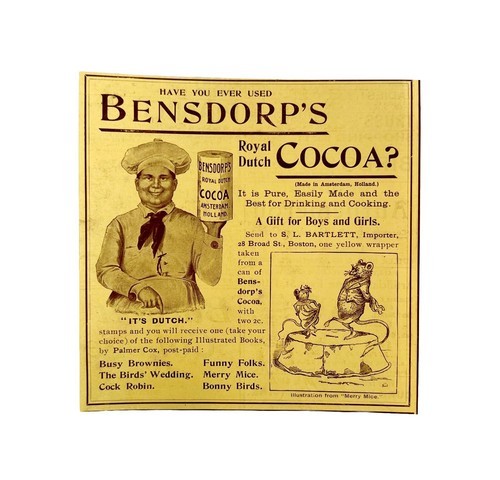 HAVE YOU EVER USED
BENSDORP'S
Royal
Dutch
COCOA?
(Made in Amsterdam, Holland.)
It is Pure, Easily Made and the
Best for Drinking and Cooking.
A Gift for Boys and Girls.
Send to S. L. BARTLETT, Importer,
28 Broad St., Boston, one yellow wrapper
taken
from a
can of
Bens-
dorp's
Cocoa,
with
two 2c.
BENSDORP'S
ROYAL DUTCH
COCOA
AMSTERDAM,
HOLLAND.
"IT'S DUTCH."
stamps and you will receive one (take your
choice) of the following Illustrated Books,
by Palmer Cox, post-paid :
Busy Brownies. Funny Folks.
The Birds' Wedding. Merry Mice.
Cock Robin. Bonny Birds.
Illustration from "Merry Mice."